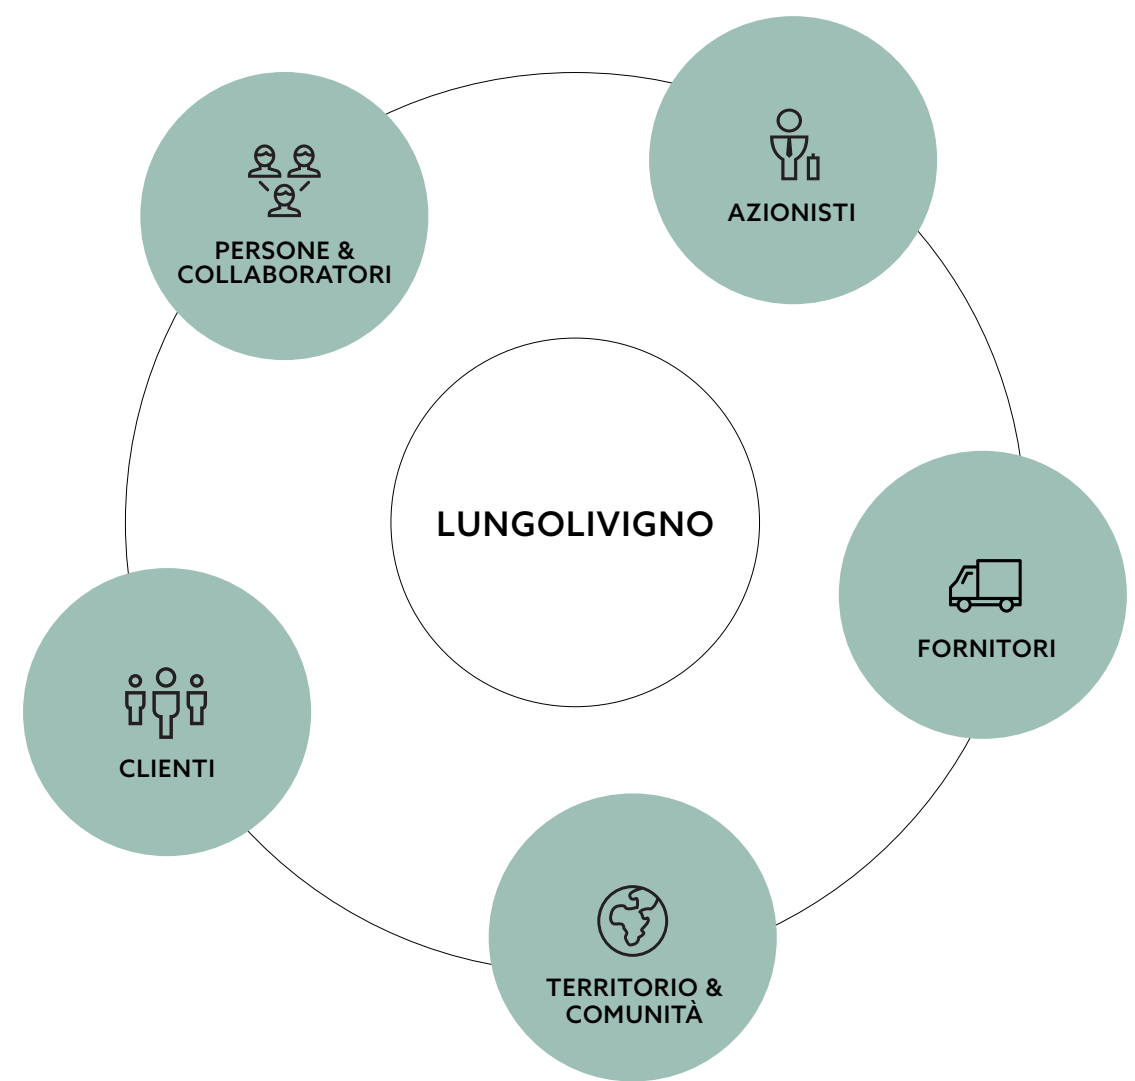 AZIONISTI
PERSONE &
COLLABORATORI
LUNGOLIVIGNO
FORNITORI
CLIENTI
TERRITORIO &
COMUNITÀ